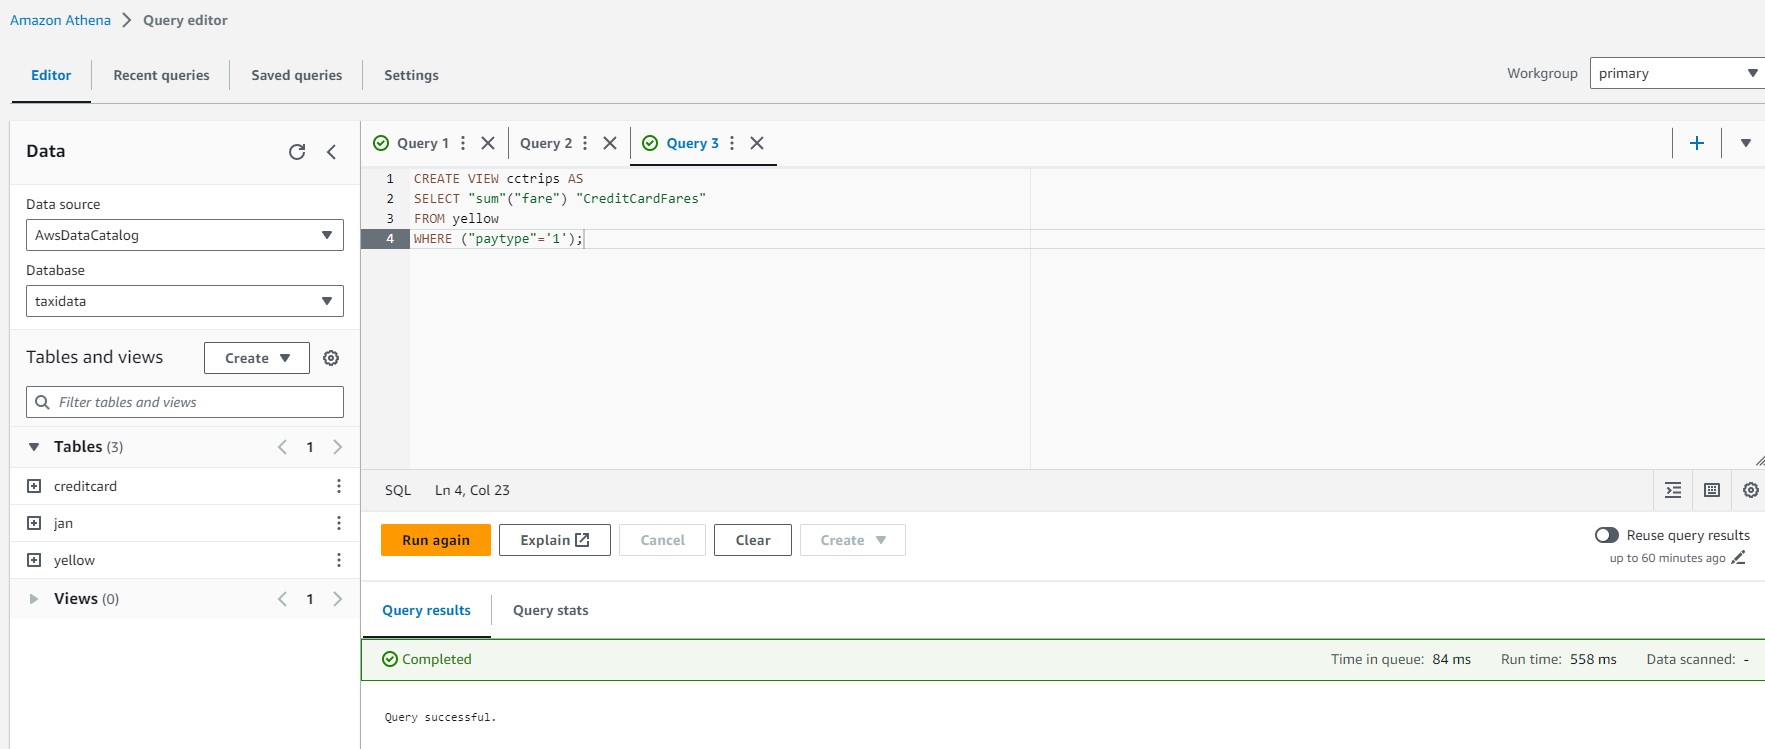 Amazon Athena > Query editor
Editor Recent queries Saved queries Settings
Workgroup primary
Data
Data source
AwsDataCatalog
Database
taxidata
Tables and views Create
Filter tables and views
Tables (3) 1
creditcard
jan
yellow
Views (0) 1
Query 1 Query 2 Query 3
1 CREATE VIEW cctrips AS
2 SELECT "sum"("fare") "CreditCardFares"
3 FROM yellow
4 WHERE ("paytype"='1');
SQL Ln 4, Col 23
Run again Explain Cancel Clear Create
Reuse query results
up to 60 minutes ago
Query results Query stats
Completed Time in queue: 84 ms Run time: 558 ms Data scanned: -
Query successful.